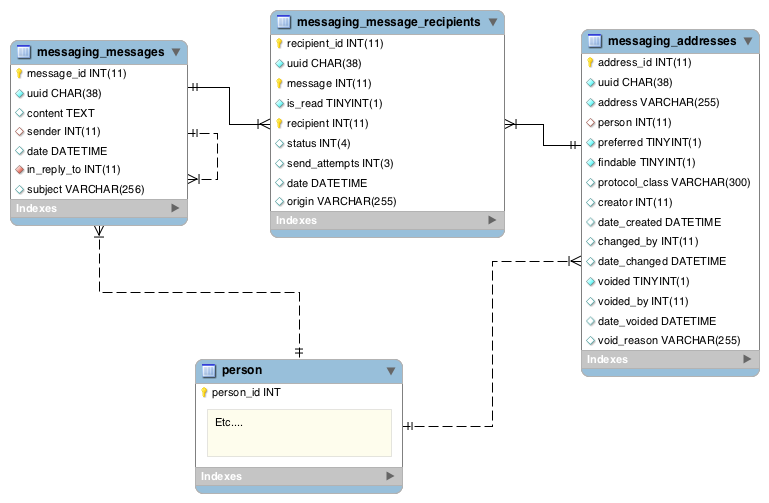 messaging_messages
message_id INT(11)
uuid CHAR(38)
content TEXT
sender INT(11)
date DATETIME
in_reply_to INT(11)
subject VARCHAR(256)
Indexes
messaging_message_recipients
recipient_id INT(11)
uuid CHAR(38)
message INT(11)
is_read TINYINT(1)
recipient INT(11)
status INT(4)
send_attempts INT(3)
date DATETIME
origin VARCHAR(255)
Indexes
messaging_addresses
address_id INT(11)
uuid CHAR(38)
address VARCHAR(255)
person INT(11)
preferred TINYINT(1)
findable TINYINT(1)
protocol_class VARCHAR(300)
creator INT(11)
date_created DATETIME
changed_by INT(11)
date_changed DATETIME
voided TINYINT(1)
voided_by INT(11)
date_voided DATETIME
void_reason VARCHAR(255)
Indexes
person
person_id INT
Etc....
Indexes